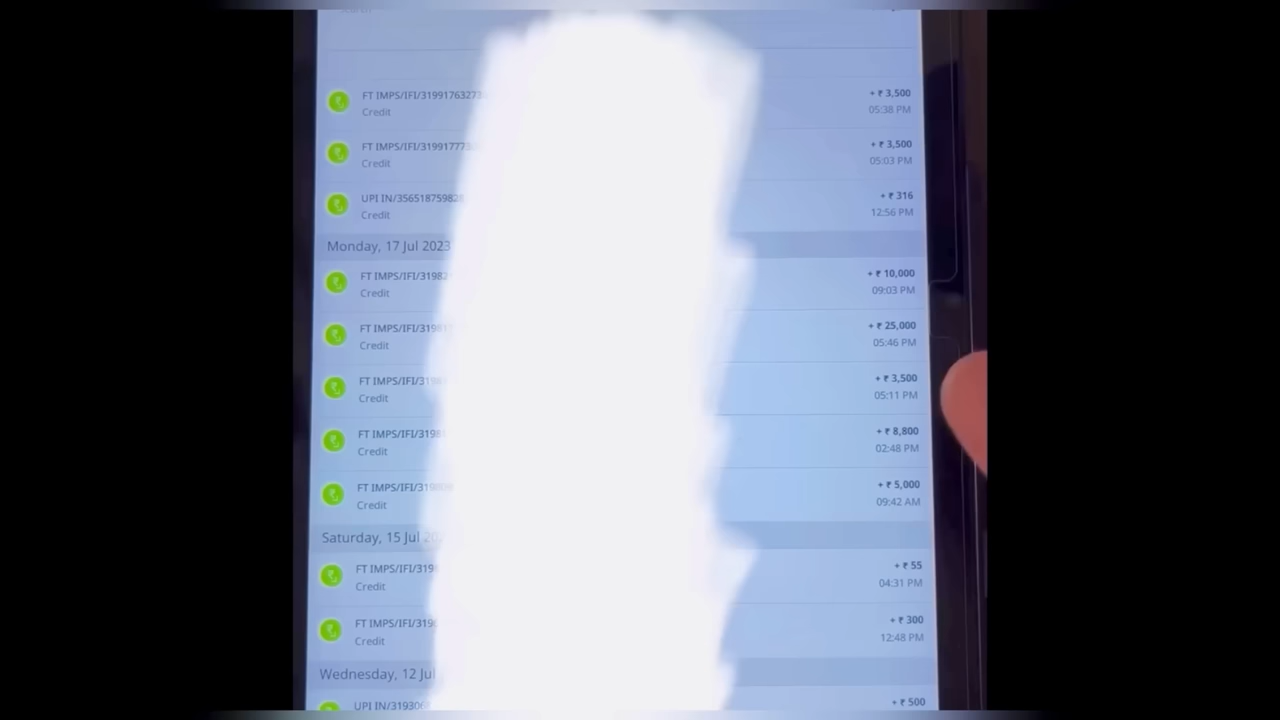 FT IMPS/IFI/31991763273
+ ₹ 3,500
Credit
05:38 PM
FT IMPS/IFI/31991777
+ ₹ 3,500
Credit
05:03 PM
UPI IN/356518759828
+ ₹ 316
Credit
12:56 PM
Monday, 17 Jul 2023
FT IMPS/IFI/31982
+ ₹ 10,000
Credit
09:03 PM
FT IMPS/IFI/31981
+ ₹ 25,000
Credit
05:46 PM
FT IMPS/IFI/3198
+ ₹ 3,500
Credit
05:11 PM
FT IMPS/IFI/3198
+ ₹ 8,800
Credit
02:48 PM
FT IMPS/IFI/319
+ ₹ 5,000
Credit
09:42 AM
Saturday, 15 Jul
FT IMPS/IFI/319
+ ₹ 55
Credit
04:31 PM
FT IMPS/IFI/319
+ ₹ 300
Credit
12:48 PM
Wednesday, 12 Jul
UPI IN/319306
+ ₹ 500